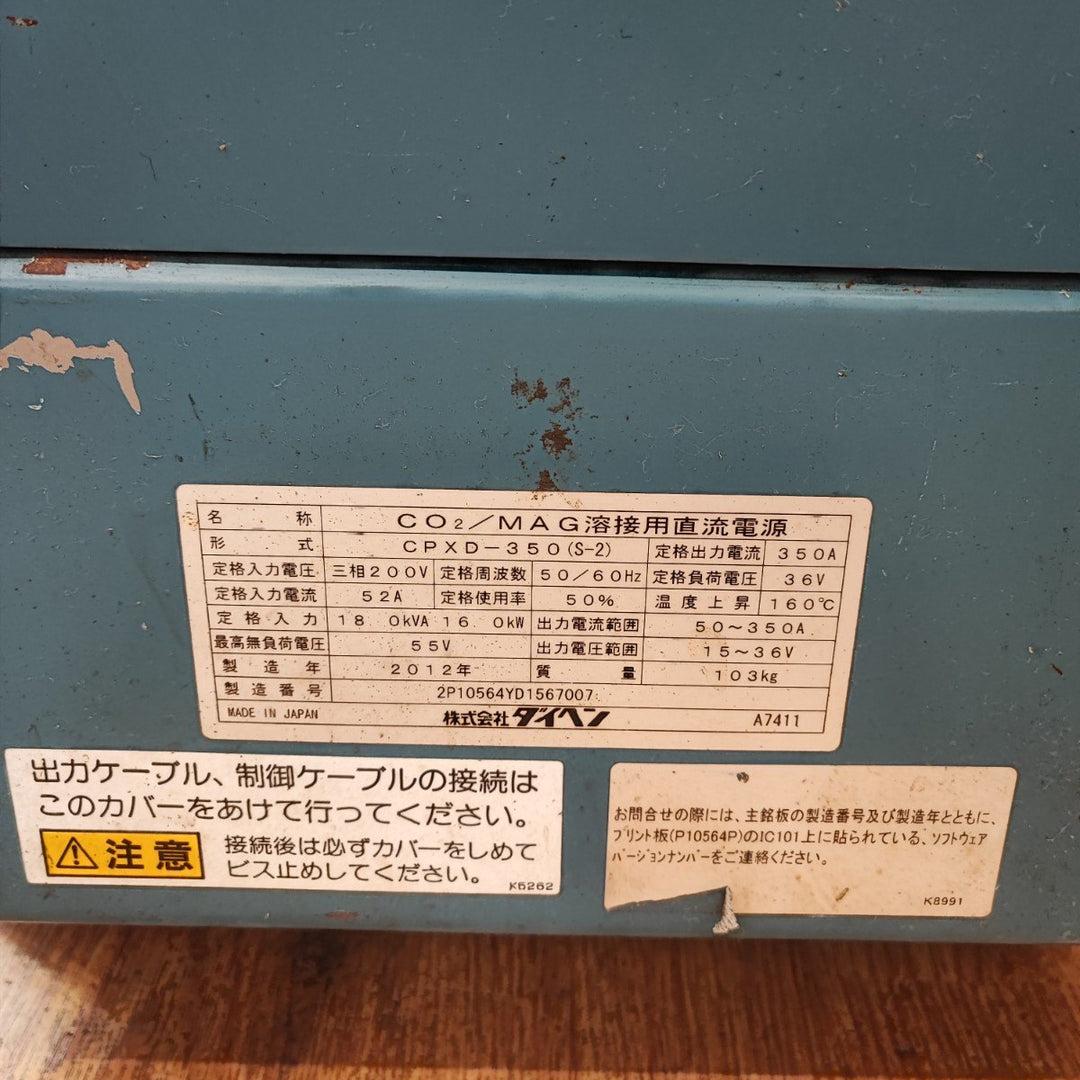 名称 CO2/MAG溶接用直流電源
形式 CPXD-350(S-2) 定格出力電流 350A
定格入力電圧 三相200V 定格周波数 50/60Hz 定格負荷電圧 36V
定格入力電流 52A 定格使用率 50% 温度上昇 160℃
定格入力 18.0kVA 16.0kW 出力電流範囲 50~350A
最高無負荷電圧 55V 出力電圧範囲 15~36V
製造年 2012年 質量 103kg
製造番号 2P10564YD1567007
MADE IN JAPAN 株式会社ダイヘン A7411
出力ケーブル、制御ケーブルの接続は
このカバーをあけて行ってください。
注意 接続後は必ずカバーをしめて
ビス止めしてください。
K5262
お問合せの際には、主銘板の製造番号及び製造年とともに、
プリント板(P10564P)のIC101上に貼られている、ソフトウェア
バージョンナンバーをご連絡ください。
K8991